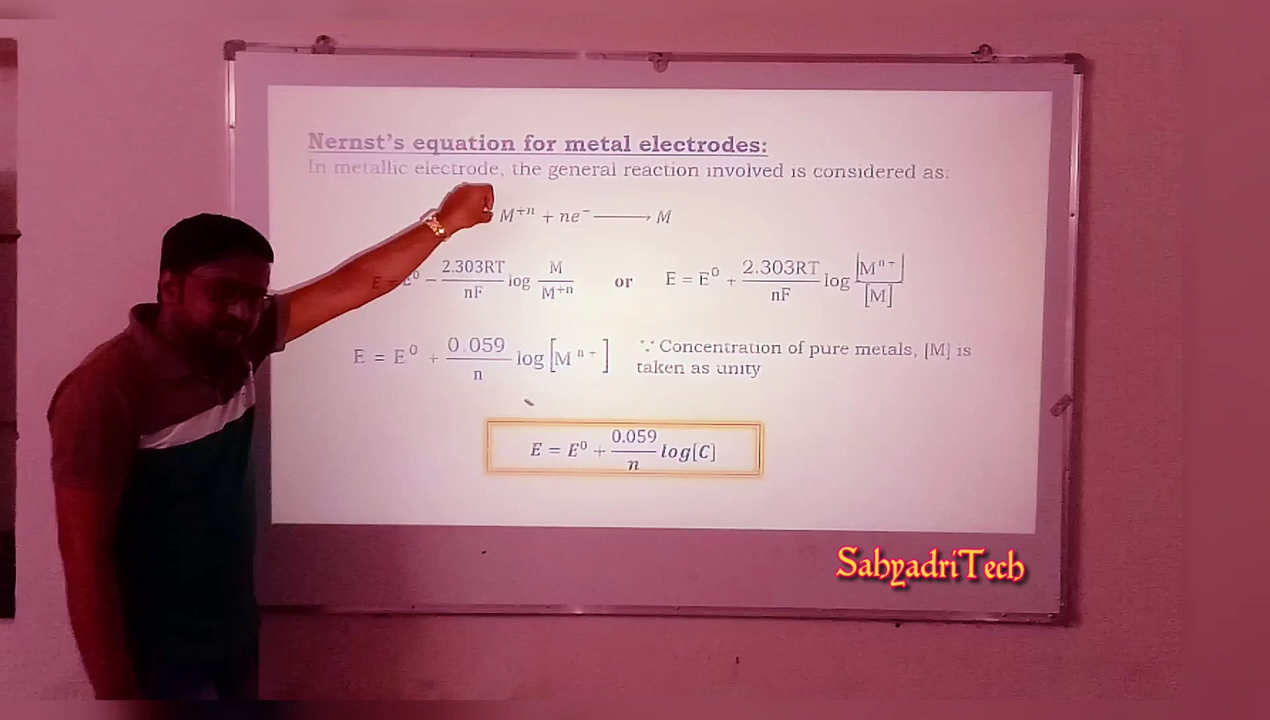 Nernst's equation for metal electrodes:
In metallic electrode, the general reaction involved is considered as:
M⁺ⁿ + ne⁻ ⟶ M
E = E⁰ − 2.303RT/nF log M/M⁺ⁿ or E = E⁰ + 2.303RT/nF log [Mⁿ⁺]/[M]
E = E⁰ + 0.059/n log[Mⁿ⁺] ∵ Concentration of pure metals, [M] is
taken as unity
E = E⁰ + 0.059/n log[C]
SahyadriTech